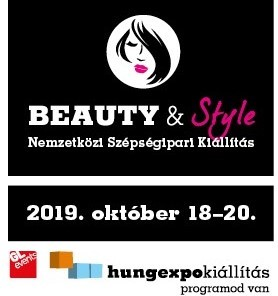 BEAUTY & Style
Nemzetközi Szépségipari Kiállítás
2019. október 18–20.
GL events
hungexpokiállítás
programod van